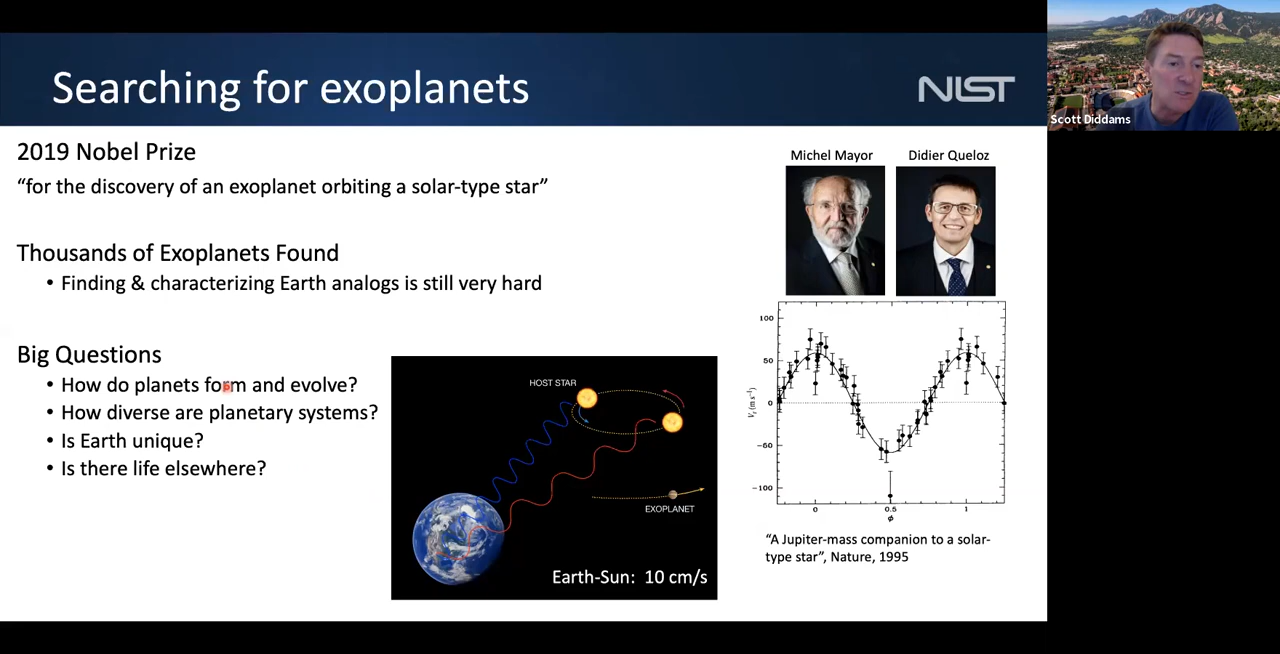 Searching for exoplanets
NIST
Scott Diddams
2019 Nobel Prize
“for the discovery of an exoplanet orbiting a solar-type star”
Thousands of Exoplanets Found
• Finding & characterizing Earth analogs is still very hard
Big Questions
• How do planets form and evolve?
• How diverse are planetary systems?
• Is Earth unique?
• Is there life elsewhere?
HOST STAR
EXOPLANET
Earth-Sun: 10 cm/s
Michel Mayor
Didier Queloz
100
50
0
-50
-100
Vr (m s⁻¹)
0
0.5
1
ϕ
“A Jupiter-mass companion to a solar-
type star”, Nature, 1995